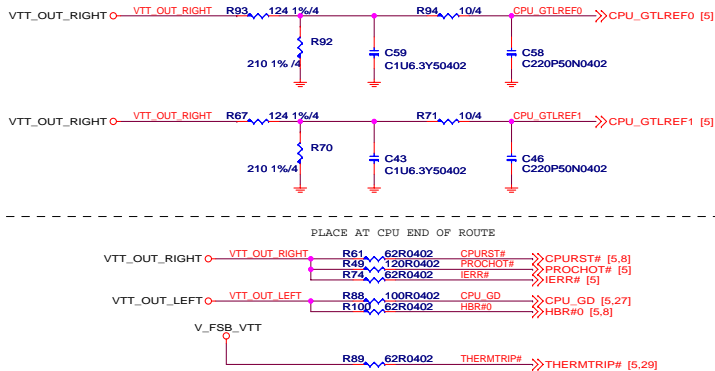 VTT_OUT_RIGHT VTT_OUT_RIGHT R93 124 1%/4 R94 10/4 CPU_GTLREF0 CPU_GTLREF0 [5]
R92
210 1% /4
C59
C1U6.3Y50402
C58
C220P50N0402
VTT_OUT_RIGHT VTT_OUT_RIGHT R67 124 1%/4 R71 10/4 CPU_GTLREF1 CPU_GTLREF1 [5]
R70
210 1%/4
C43
C1U6.3Y50402
C46
C220P50N0402
PLACE AT CPU END OF ROUTE
VTT_OUT_RIGHT VTT_OUT_RIGHT R61 62R0402 CPURST# CPURST# [5,8]
R49 120R0402 PROCHOT# PROCHOT# [5]
R74 62R0402 IERR# IERR# [5]
VTT_OUT_LEFT VTT_OUT_LEFT R88 100R0402 CPU_GD CPU_GD [5,27]
R100 62R0402 HBR#0 HBR#0 [5,8]
V_FSB_VTT
R89 62R0402 THERMTRIP# THERMTRIP# [5,29]